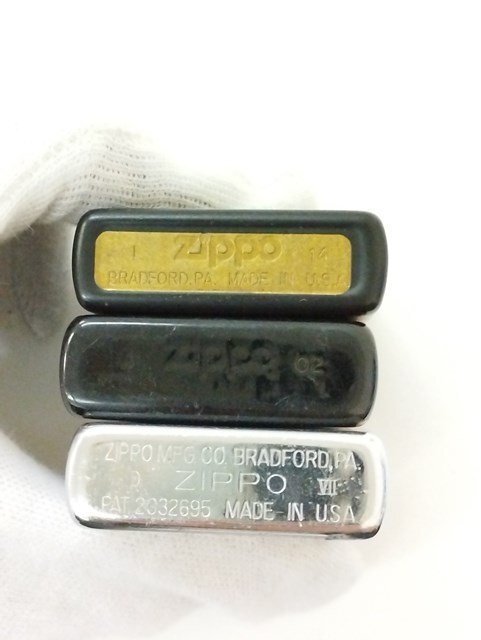 I zippo 14
BRADFORD, PA. MADE IN U.S.A
zippo 02
ZIPPO MFG. CO. BRADFORD, PA.
D ZIPPO VII
PAT. 2032695 MADE IN U.S.A.